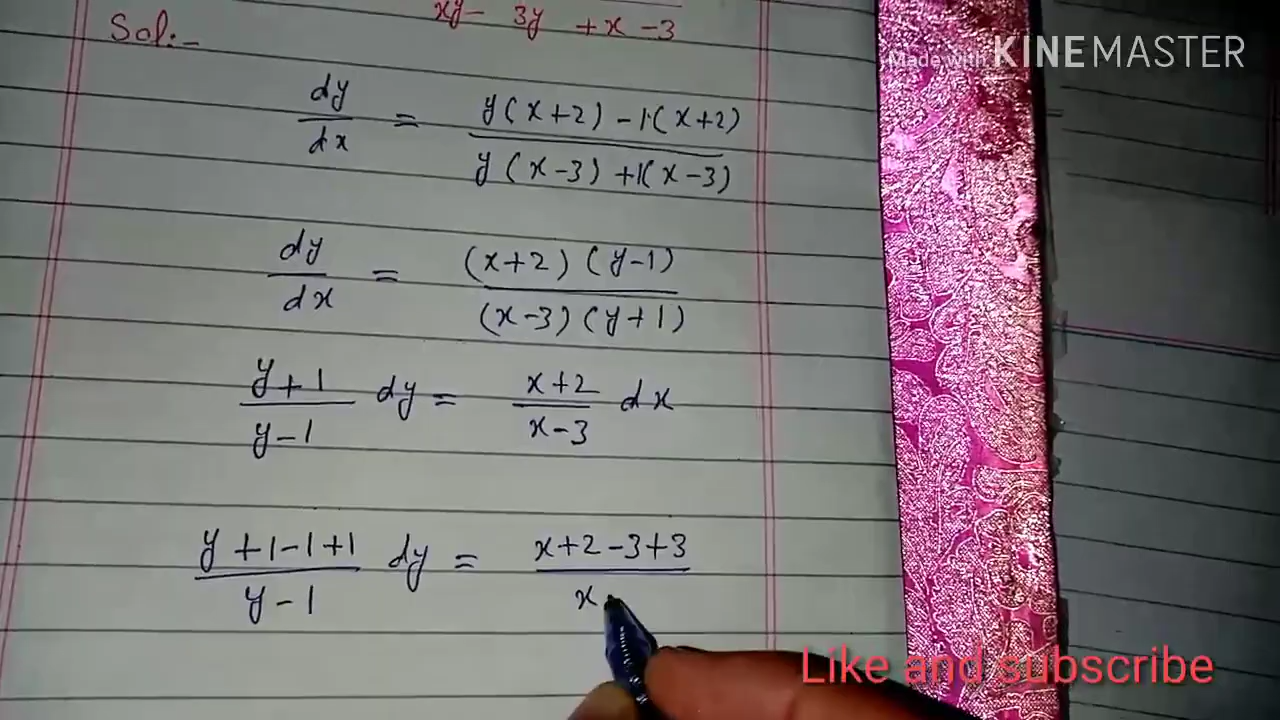 xy - 3y + x - 3
Sol:-
Made with KINEMASTER
dy/dx = y(x+2) - 1(x+2) / y(x-3) + 1(x-3)
dy/dx = (x+2)(y-1) / (x-3)(y+1)
y+1/y-1 dy = x+2/x-3 dx
y+1-1+1/y-1 dy = x+2-3+3/x
Like and subscribe